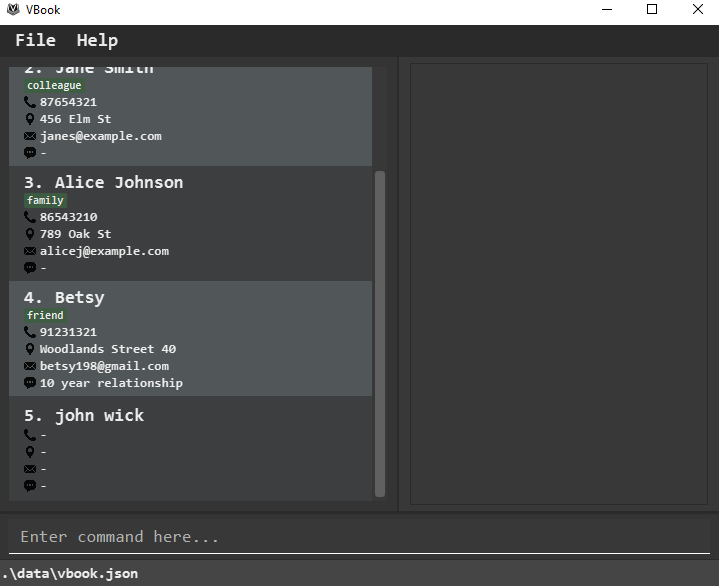 VBook
File Help
2. Jane Smith
colleague
87654321
456 Elm St
janes@example.com
-
3. Alice Johnson
family
86543210
789 Oak St
alicej@example.com
-
4. Betsy
friend
91231321
Woodlands Street 40
betsy198@gmail.com
10 year relationship
5. john wick
-
-
-
-
Enter command here...
.\data\vbook.json